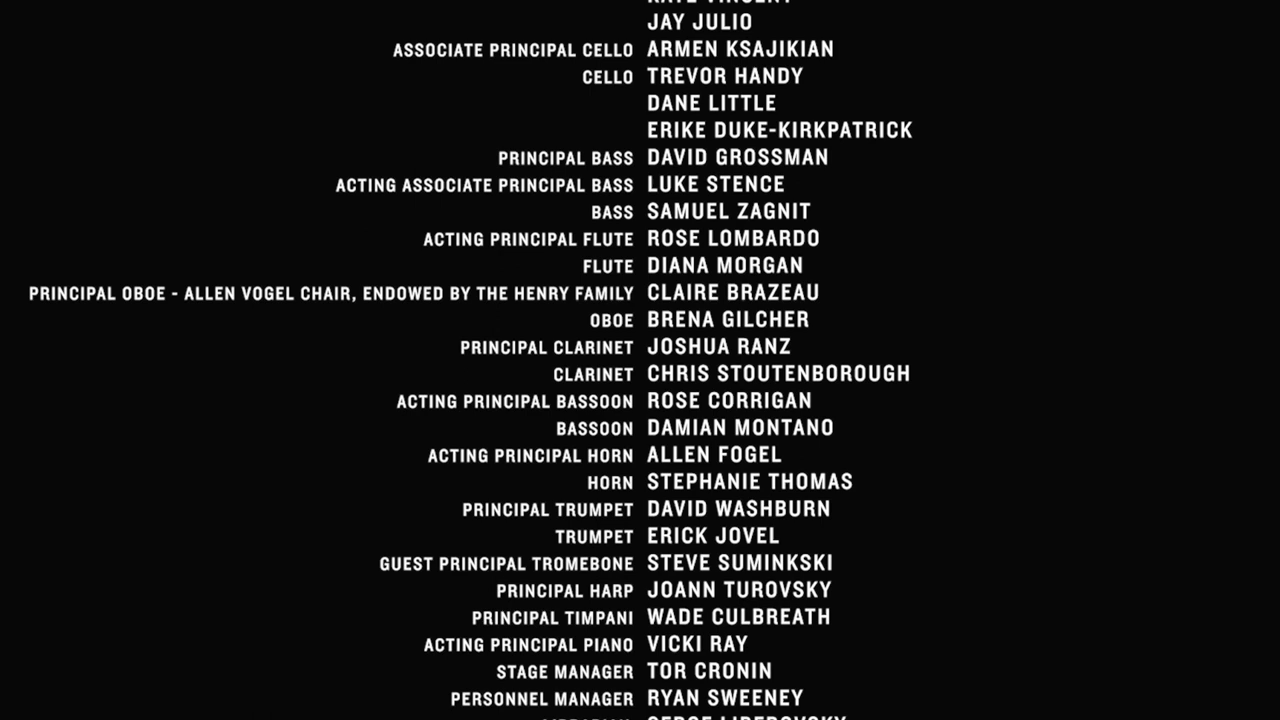 JAY JULIO
ASSOCIATE PRINCIPAL CELLO ARMEN KSAJIKIAN
CELLO TREVOR HANDY
DANE LITTLE
ERIKE DUKE-KIRKPATRICK
PRINCIPAL BASS DAVID GROSSMAN
ACTING ASSOCIATE PRINCIPAL BASS LUKE STENCE
BASS SAMUEL ZAGNIT
ACTING PRINCIPAL FLUTE ROSE LOMBARDO
FLUTE DIANA MORGAN
PRINCIPAL OBOE - ALLEN VOGEL CHAIR, ENDOWED BY THE HENRY FAMILY CLAIRE BRAZEAU
OBOE BRENA GILCHER
PRINCIPAL CLARINET JOSHUA RANZ
CLARINET CHRIS STOUTENBOROUGH
ACTING PRINCIPAL BASSOON ROSE CORRIGAN
BASSOON DAMIAN MONTANO
ACTING PRINCIPAL HORN ALLEN FOGEL
HORN STEPHANIE THOMAS
PRINCIPAL TRUMPET DAVID WASHBURN
TRUMPET ERICK JOVEL
GUEST PRINCIPAL TROMEBONE STEVE SUMINKSKI
PRINCIPAL HARP JOANN TUROVSKY
PRINCIPAL TIMPANI WADE CULBREATH
ACTING PRINCIPAL PIANO VICKI RAY
STAGE MANAGER TOR CRONIN
PERSONNEL MANAGER RYAN SWEENEY